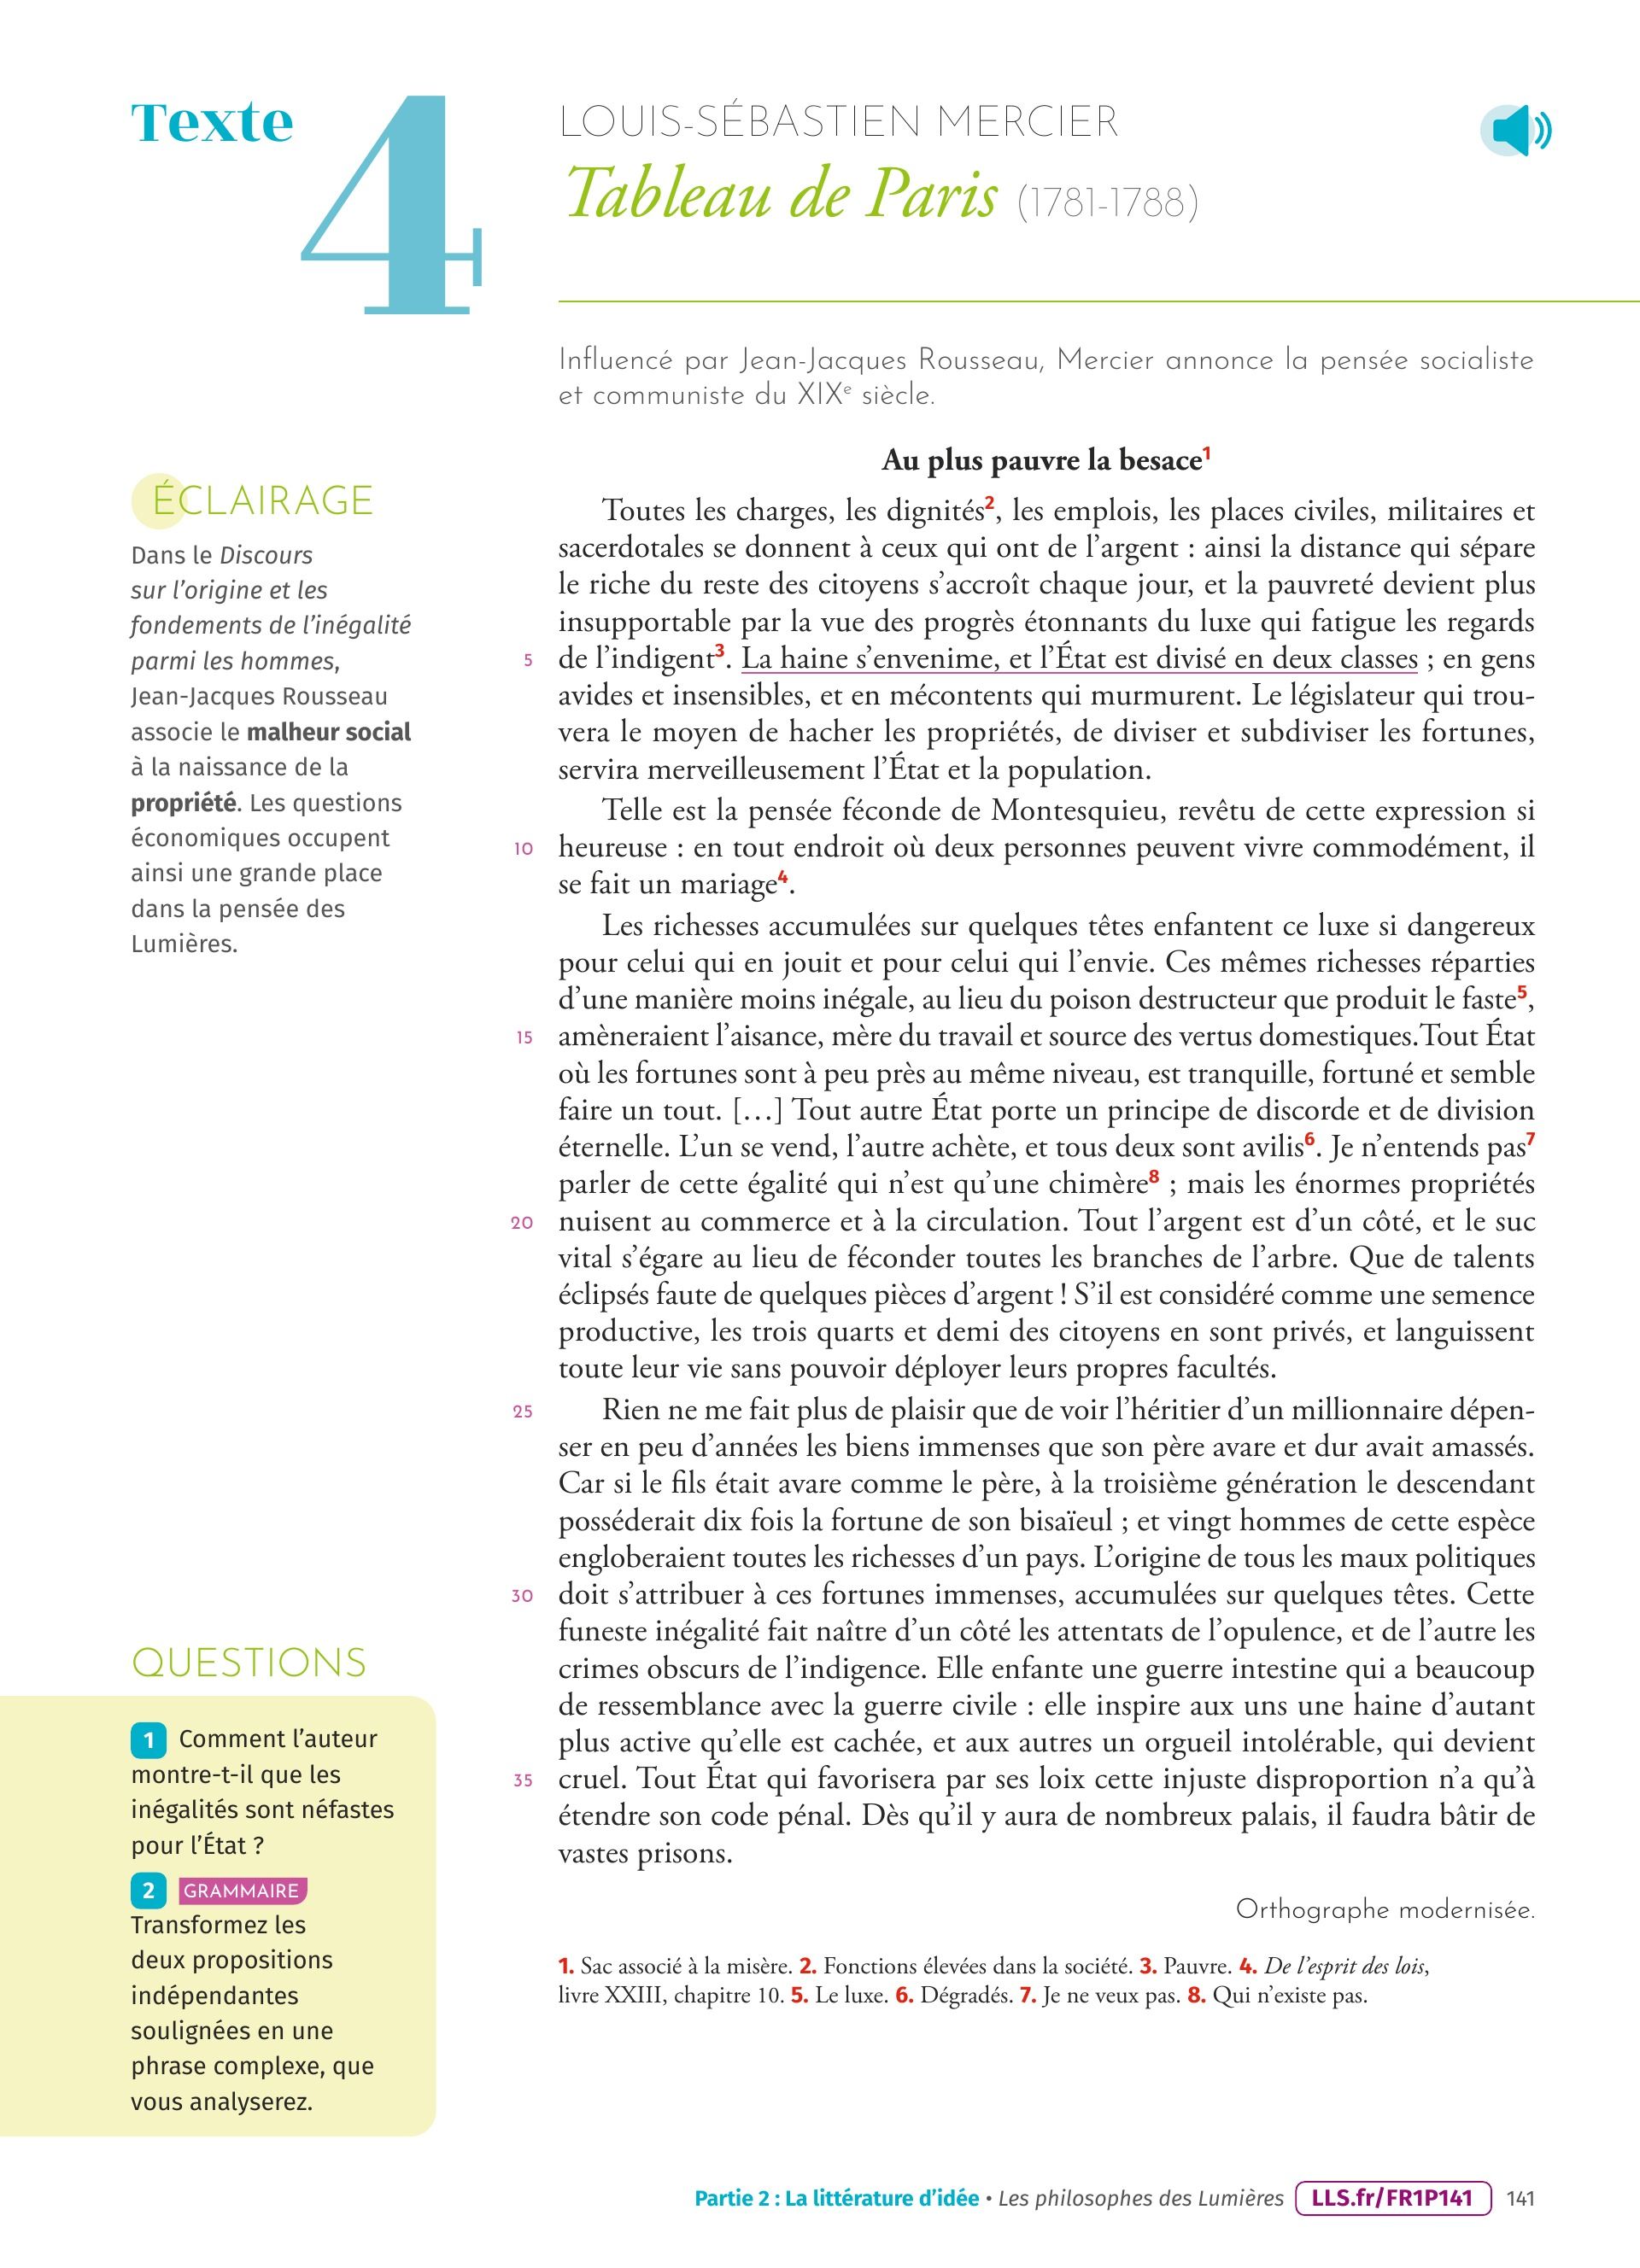 Texte 4
LOUIS-SÉBASTIEN MERCIER
Tableau de Paris (1781-1788)
Influencé par Jean-Jacques Rousseau, Mercier annonce la pensée socialiste
et communiste du XIXe siècle.
ÉCLAIRAGE
Dans le Discours
sur l’origine et les
fondements de l’inégalité
parmi les hommes,
Jean-Jacques Rousseau
associe le malheur social
à la naissance de la
propriété. Les questions
économiques occupent
ainsi une grande place
dans la pensée des
Lumières.
Au plus pauvre la besace1
Toutes les charges, les dignités2, les emplois, les places civiles, militaires et
sacerdotales se donnent à ceux qui ont de l’argent : ainsi la distance qui sépare
le riche du reste des citoyens s’accroît chaque jour, et la pauvreté devient plus
insupportable par la vue des progrès étonnants du luxe qui fatigue les regards
5 de l’indigent3. La haine s’envenime, et l’État est divisé en deux classes ; en gens
avides et insensibles, et en mécontents qui murmurent. Le législateur qui trou-
vera le moyen de hacher les propriétés, de diviser et subdiviser les fortunes,
servira merveilleusement l’État et la population.
Telle est la pensée féconde de Montesquieu, revêtu de cette expression si
10 heureuse : en tout endroit où deux personnes peuvent vivre commodément, il
se fait un mariage4.
Les richesses accumulées sur quelques têtes enfantent ce luxe si dangereux
pour celui qui en jouit et pour celui qui l’envie. Ces mêmes richesses réparties
d’une manière moins inégale, au lieu du poison destructeur que produit le faste5,
15 amèneraient l’aisance, mère du travail et source des vertus domestiques.Tout État
où les fortunes sont à peu près au même niveau, est tranquille, fortuné et semble
faire un tout. […] Tout autre État porte un principe de discorde et de division
éternelle. L’un se vend, l’autre achète, et tous deux sont avilis6. Je n’entends pas7
parler de cette égalité qui n’est qu’une chimère8 ; mais les énormes propriétés
20 nuisent au commerce et à la circulation. Tout l’argent est d’un côté, et le suc
vital s’égare au lieu de féconder toutes les branches de l’arbre. Que de talents
éclipsés faute de quelques pièces d’argent ! S’il est considéré comme une semence
productive, les trois quarts et demi des citoyens en sont privés, et languissent
toute leur vie sans pouvoir déployer leurs propres facultés.
25 Rien ne me fait plus de plaisir que de voir l’héritier d’un millionnaire dépen-
ser en peu d’années les biens immenses que son père avare et dur avait amassés.
Car si le fils était avare comme le père, à la troisième génération le descendant
posséderait dix fois la fortune de son bisaïeul ; et vingt hommes de cette espèce
engloberaient toutes les richesses d’un pays. L’origine de tous les maux politiques
30 doit s’attribuer à ces fortunes immenses, accumulées sur quelques têtes. Cette
funeste inégalité fait naître d’un côté les attentats de l’opulence, et de l’autre les
crimes obscurs de l’indigence. Elle enfante une guerre intestine qui a beaucoup
de ressemblance avec la guerre civile : elle inspire aux uns une haine d’autant
plus active qu’elle est cachée, et aux autres un orgueil intolérable, qui devient
35 cruel. Tout État qui favorisera par ses loix cette injuste disproportion n’a qu’à
étendre son code pénal. Dès qu’il y aura de nombreux palais, il faudra bâtir de
vastes prisons.
Orthographe modernisée.
1. Sac associé à la misère. 2. Fonctions élevées dans la société. 3. Pauvre. 4. De l’esprit des lois,
livre XXIII, chapitre 10. 5. Le luxe. 6. Dégradés. 7. Je ne veux pas. 8. Qui n’existe pas.
QUESTIONS
1 Comment l’auteur
montre-t-il que les
inégalités sont néfastes
pour l’État ?
2 GRAMMAIRE
Transformez les
deux propositions
indépendantes
soulignées en une
phrase complexe, que
vous analyserez.
Partie 2 : La littérature d’idée • Les philosophes des Lumières LLS.fr/FR1P141 141